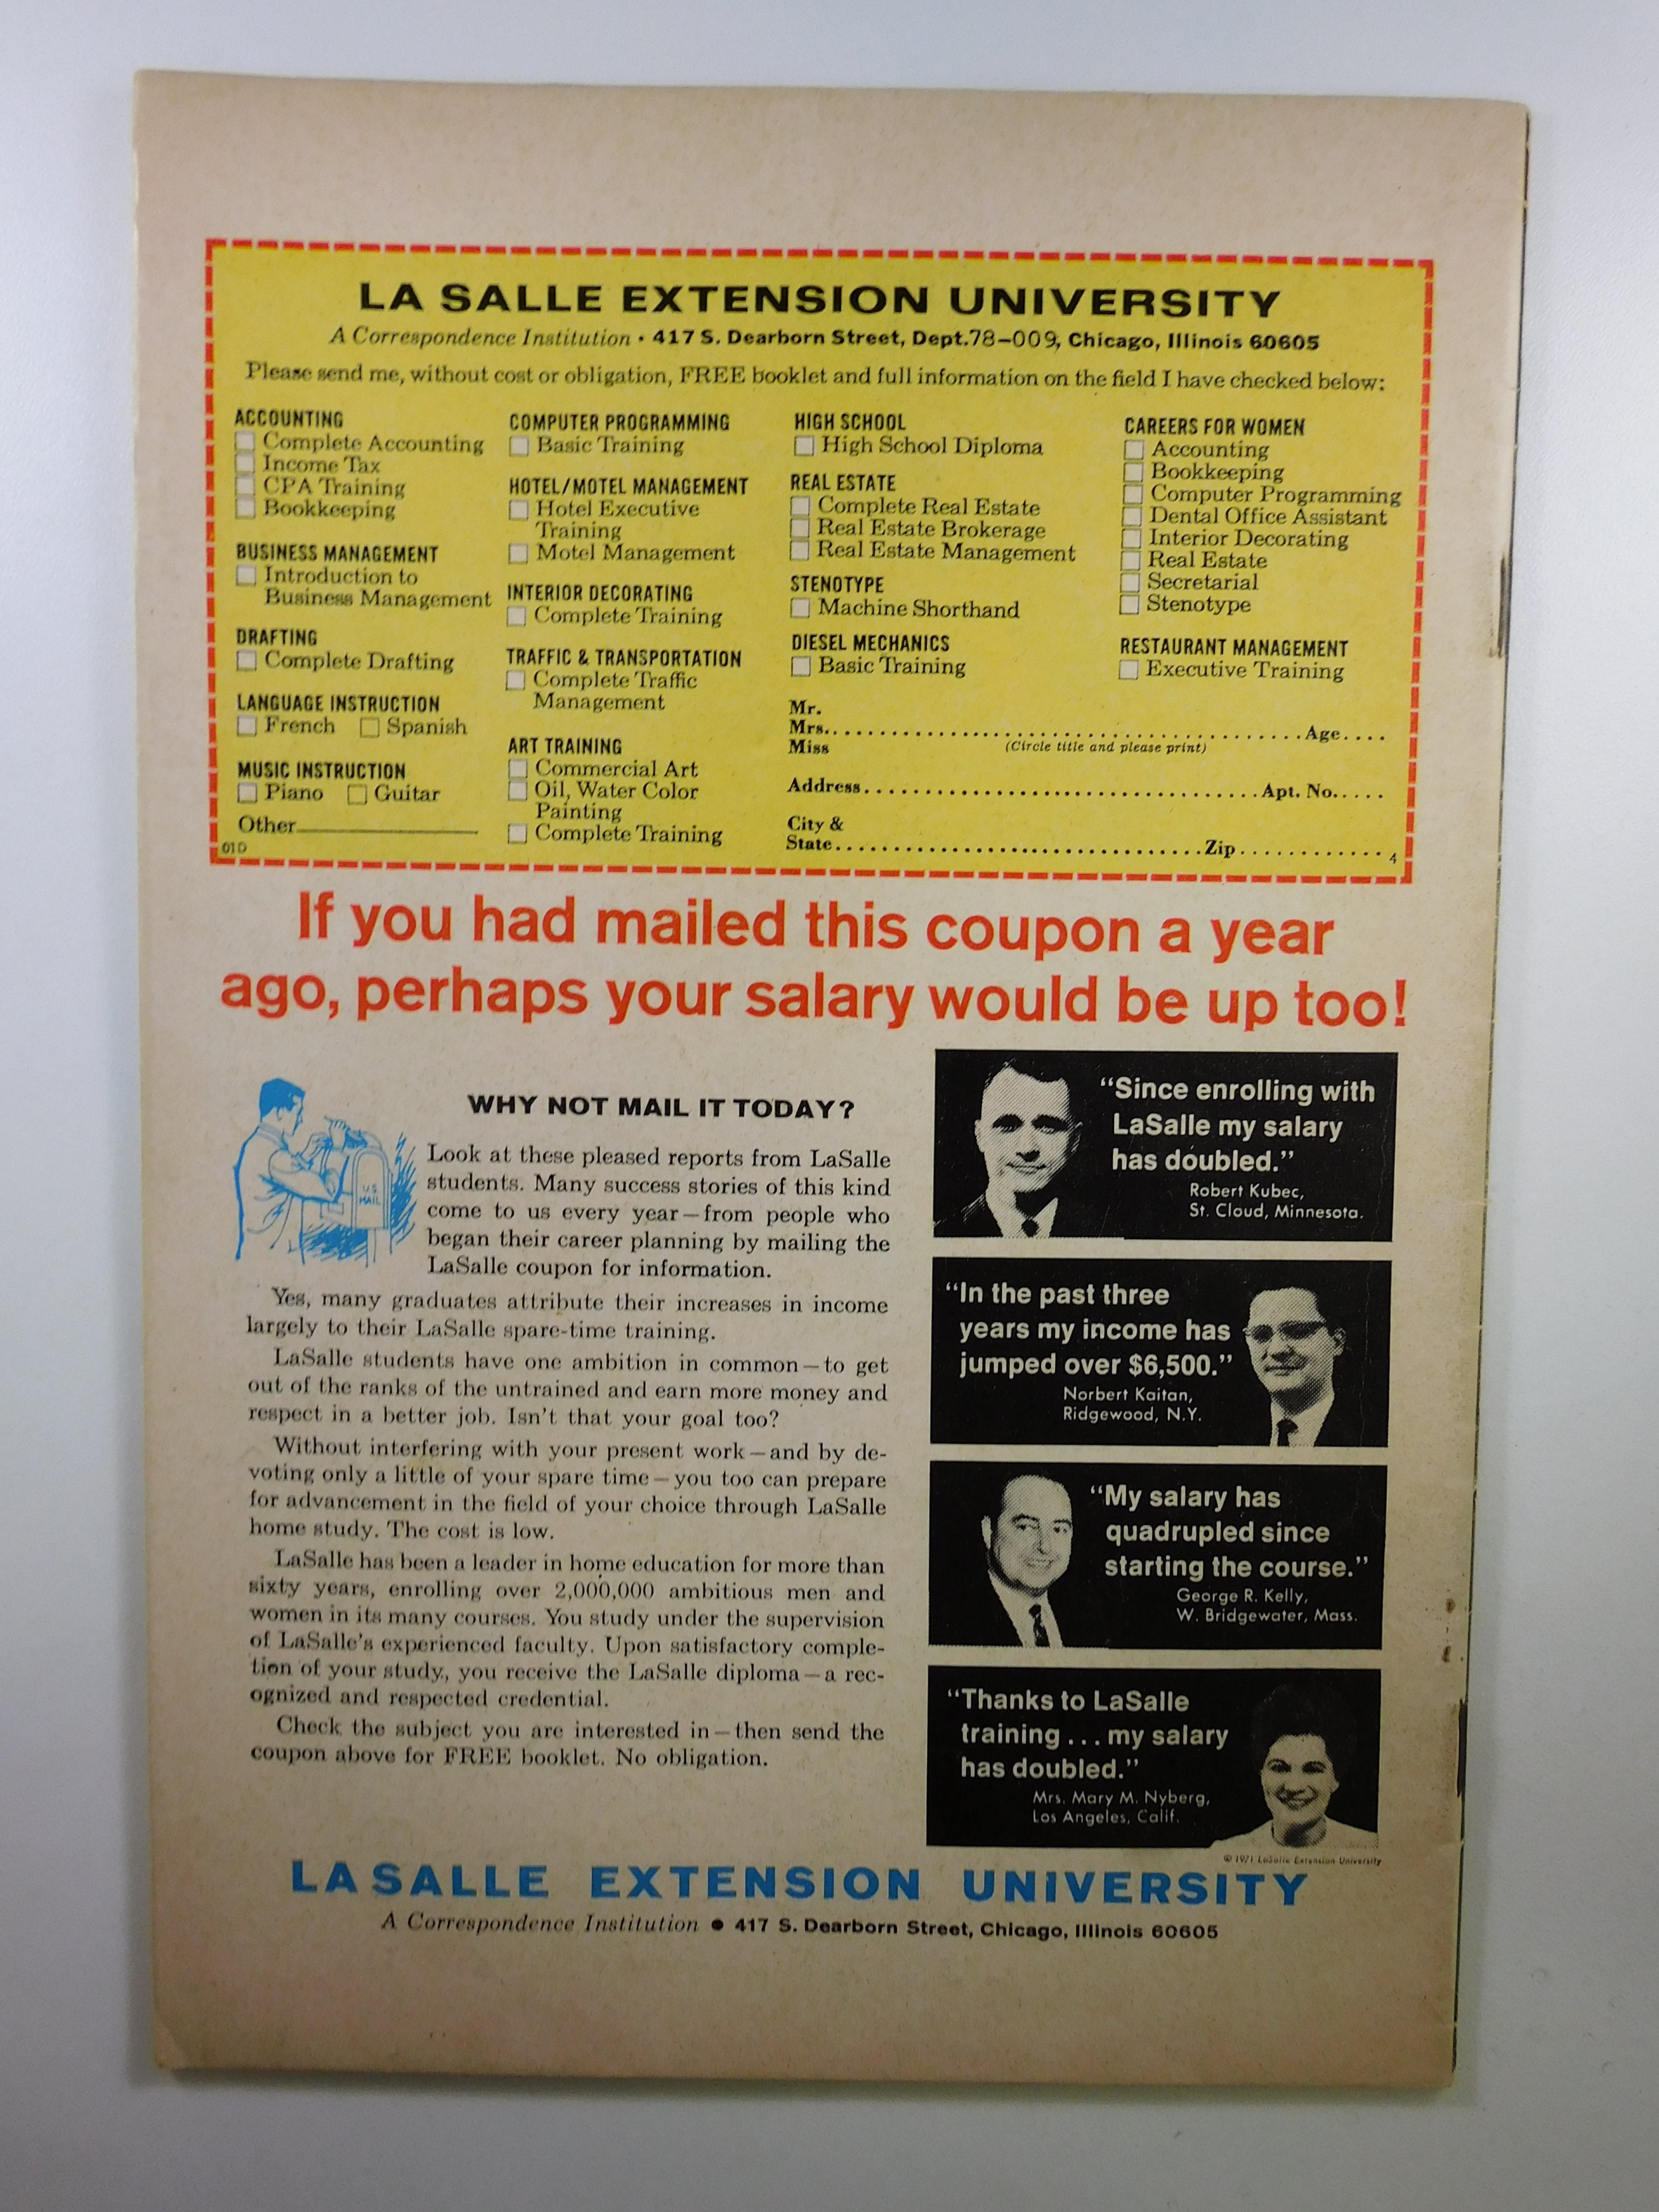 LA SALLE EXTENSION UNIVERSITY
A Correspondence Institution • 417 S. Dearborn Street, Dept.78-009, Chicago, Illinois 60605
Please send me, without cost or obligation, FREE booklet and full information on the field I have checked below:
ACCOUNTING
Complete Accounting
Income Tax
CPA Training
Bookkeeping
BUSINESS MANAGEMENT
Introduction to
Business Management
DRAFTING
Complete Drafting
LANGUAGE INSTRUCTION
French Spanish
MUSIC INSTRUCTION
Piano Guitar
Other
01D
COMPUTER PROGRAMMING
Basic Training
HOTEL/MOTEL MANAGEMENT
Hotel Executive
Training
Motel Management
INTERIOR DECORATING
Complete Training
TRAFFIC & TRANSPORTATION
Complete Traffic
Management
ART TRAINING
Commercial Art
Oil, Water Color
Painting
Complete Training
HIGH SCHOOL
High School Diploma
REAL ESTATE
Complete Real Estate
Real Estate Brokerage
Real Estate Management
STENOTYPE
Machine Shorthand
DIESEL MECHANICS
Basic Training
CAREERS FOR WOMEN
Accounting
Bookkeeping
Computer Programming
Dental Office Assistant
Interior Decorating
Real Estate
Secretarial
Stenotype
RESTAURANT MANAGEMENT
Executive Training
Mr.
Mrs. Age
Miss (Circle title and please print)
Address Apt. No.
City &
State Zip
4
If you had mailed this coupon a year
ago, perhaps your salary would be up too!
U.S.
MAIL
WHY NOT MAIL IT TODAY?
Look at these pleased reports from LaSalle
students. Many success stories of this kind
come to us every year—from people who
began their career planning by mailing the
LaSalle coupon for information.
Yes, many graduates attribute their increases in income
largely to their LaSalle spare-time training.
LaSalle students have one ambition in common—to get
out of the ranks of the untrained and earn more money and
respect in a better job. Isn't that your goal too?
Without interfering with your present work—and by de-
voting only a little of your spare time—you too can prepare
for advancement in the field of your choice through LaSalle
home study. The cost is low.
LaSalle has been a leader in home education for more than
sixty years, enrolling over 2,000,000 ambitious men and
women in its many courses. You study under the supervision
of LaSalle's experienced faculty. Upon satisfactory comple-
tion of your study, you receive the LaSalle diploma—a rec-
ognized and respected credential.
Check the subject you are interested in—then send the
coupon above for FREE booklet. No obligation.
"Since enrolling with
LaSalle my salary
has doubled."
Robert Kubec,
St. Cloud, Minnesota.
"In the past three
years my income has
jumped over $6,500."
Norbert Kaitan,
Ridgewood, N.Y.
"My salary has
quadrupled since
starting the course."
George R. Kelly,
W. Bridgewater, Mass.
"Thanks to LaSalle
training . . . my salary
has doubled."
Mrs. Mary M. Nyberg,
Los Angeles, Calif.
© 1971 LaSalle Extension University
LASALLE EXTENSION UNIVERSITY
A Correspondence Institution • 417 S. Dearborn Street, Chicago, Illinois 60605